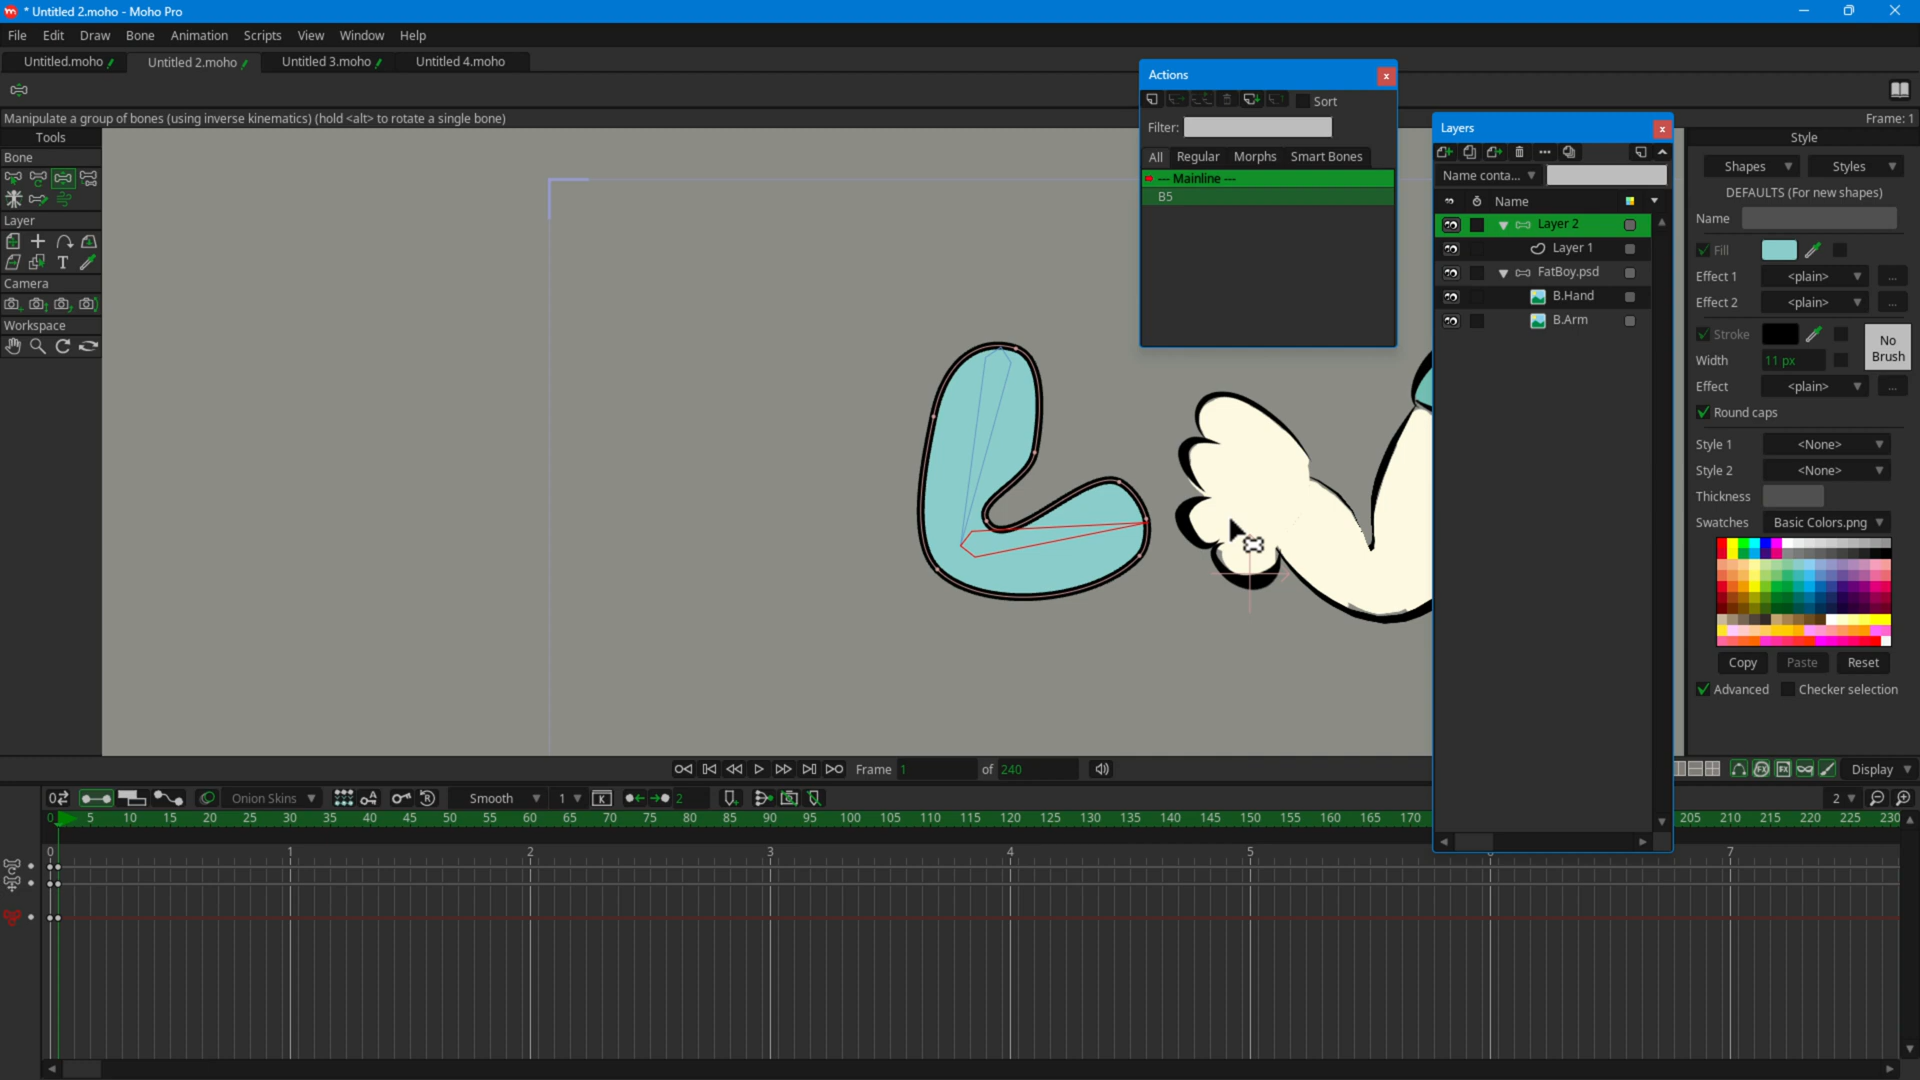 * Untitled 2.moho - Moho Pro
File Edit Draw Bone Animation Scripts View Window Help
Untitled.moho Untitled 2.moho Untitled 3.moho Untitled 4.moho
Manipulate a group of bones (using inverse kinematics) (hold <alt> to rotate a single bone)
Frame: 1
Tools
Bone
Layer
T
Camera
Workspace
Actions
Sort
Filter:
All Regular Morphs Smart Bones
--- Mainline ---
B5
Layers
Name conta...
Name
Layer 2
Layer 1
FatBoy.psd
B.Hand
B.Arm
Style
Shapes Styles
DEFAULTS (For new shapes)
Name
Fill
Effect 1 <plain> ...
Effect 2 <plain> ...
Stroke
No
Brush
Width 11 px
Effect <plain> ...
Round caps
Style 1 <None>
Style 2 <None>
Thickness
Swatches Basic Colors.png
Copy Paste Reset
Advanced Checker selection
Frame 1 of 240
Display
Onion Skins Smooth 1 K 2
2
0 5 10 15 20 25 30 35 40 45 50 55 60 65 70 75 80 85 90 95 100 105 110 115 120 125 130 135 140 145 150 155 160 165 170 205 210 215 220 225 230
0 1 2 3 4 5 7